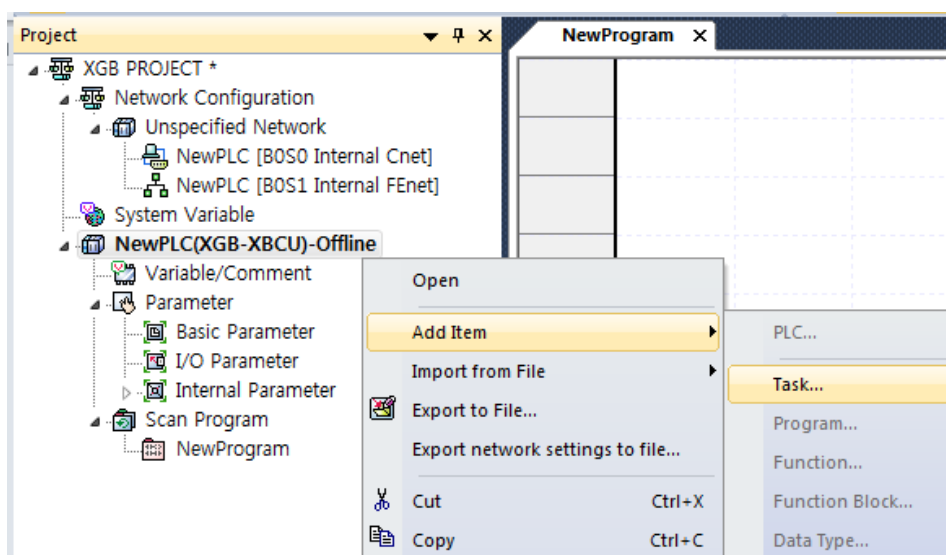 Project
NewProgram
XGB PROJECT *
Network Configuration
Unspecified Network
NewPLC [B0S0 Internal Cnet]
NewPLC [B0S1 Internal FEnet]
System Variable
NewPLC(XGB-XBCU)-Offline
Variable/Comment
Parameter
Basic Parameter
I/O Parameter
Internal Parameter
Scan Program
NewProgram
Open
Add Item
Import from File
Export to File...
Export network settings to file...
Cut Ctrl+X
Copy Ctrl+C
PLC...
Task...
Program...
Function...
Function Block...
Data Type...